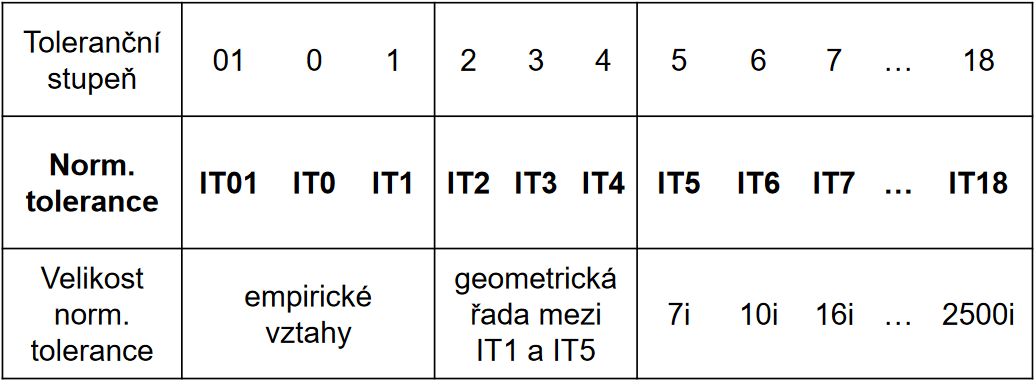 Toleranční stupeň 01 0 1 2 3 4 5 6 7 … 18
Norm. tolerance IT01 IT0 IT1 IT2 IT3 IT4 IT5 IT6 IT7 … IT18
Velikost norm. tolerance empirické vztahy geometrická řada mezi IT1 a IT5 7i 10i 16i … 2500i